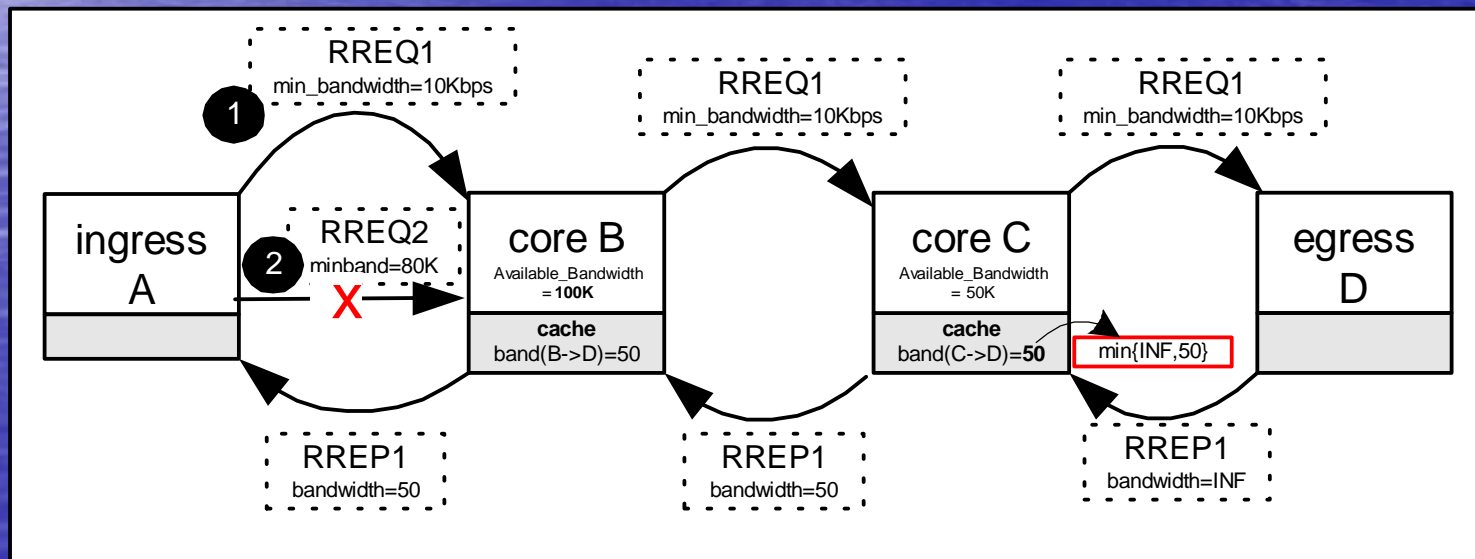 RREQ1
min_bandwidth=10Kbps
RREQ1
min_bandwidth=10Kbps
RREQ1
min_bandwidth=10Kbps
1
ingress
A
2
RREQ2
minband=80K
X
core B
Available_Bandwidth
= 100K
cache
band(B->D)=50
core C
Available_Bandwidth
= 50K
cache
band(C->D)=50
min{INF,50}
egress
D
RREP1
bandwidth=50
RREP1
bandwidth=50
RREP1
bandwidth=INF